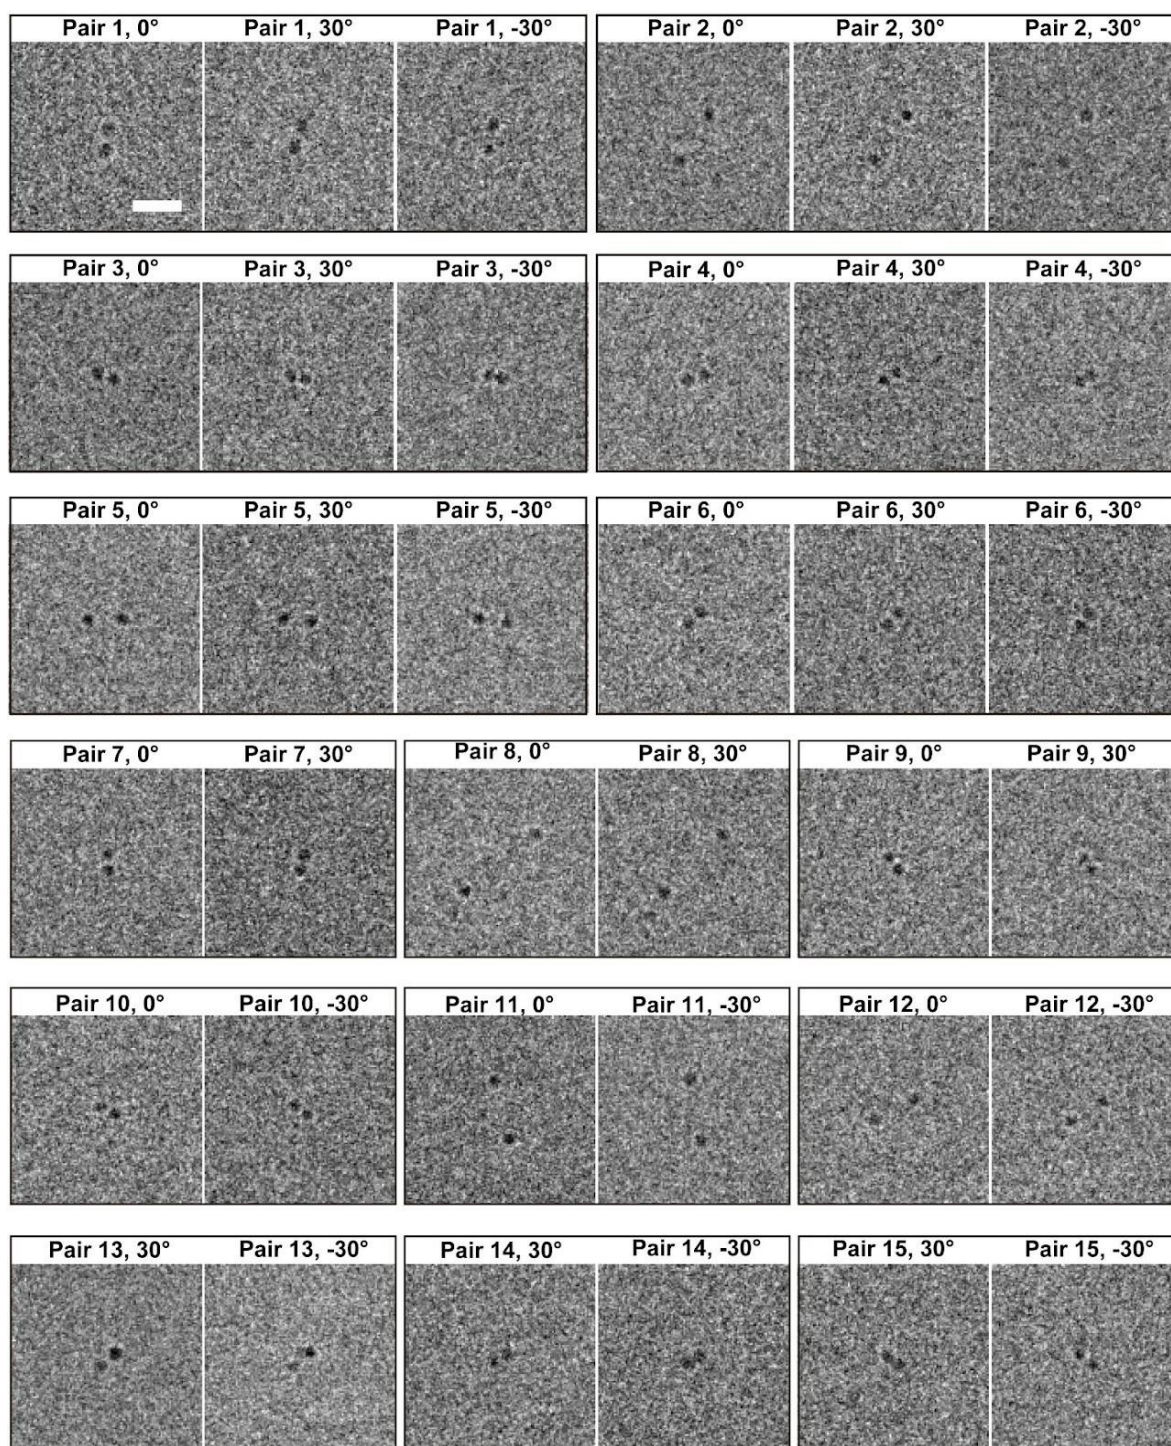 Pair 1, 0° Pair 1, 30° Pair 1, -30° Pair 2, 0° Pair 2, 30° Pair 2, -30°
Pair 3, 0° Pair 3, 30° Pair 3, -30° Pair 4, 0° Pair 4, 30° Pair 4, -30°
Pair 5, 0° Pair 5, 30° Pair 5, -30° Pair 6, 0° Pair 6, 30° Pair 6, -30°
Pair 7, 0° Pair 7, 30° Pair 8, 0° Pair 8, 30° Pair 9, 0° Pair 9, 30°
Pair 10, 0° Pair 10, -30° Pair 11, 0° Pair 11, -30° Pair 12, 0° Pair 12, -30°
Pair 13, 30° Pair 13, -30° Pair 14, 30° Pair 14, -30° Pair 15, 30° Pair 15, -30°